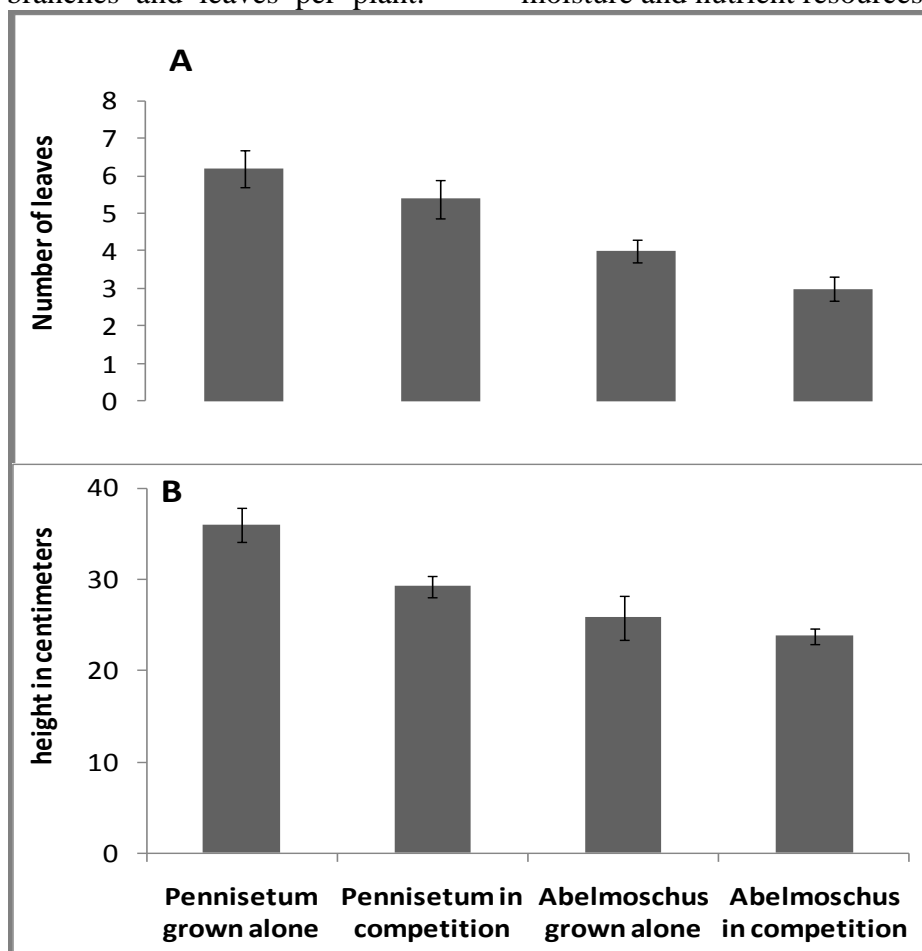 branches and leaves per plant.
moisture and nutrient resources
A
Number of leaves
8
7
6
5
4
3
2
1
0
B
height in centimeters
40
30
20
10
0
Pennisetum grown alone
Pennisetum in competition
Abelmoschus grown alone
Abelmoschus in competition